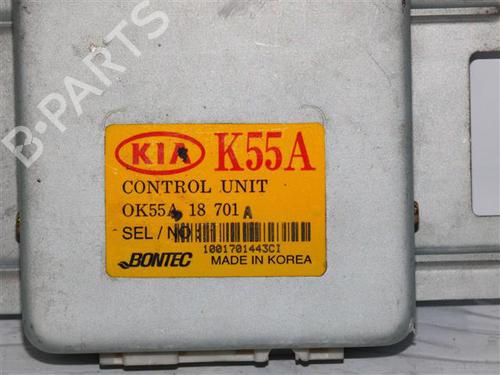 B-PARTS
KIA K55A
CONTROL UNIT
OK55A 18 701 A
SEL / NO
1001701443CI
BONTEC MADE IN KOREA